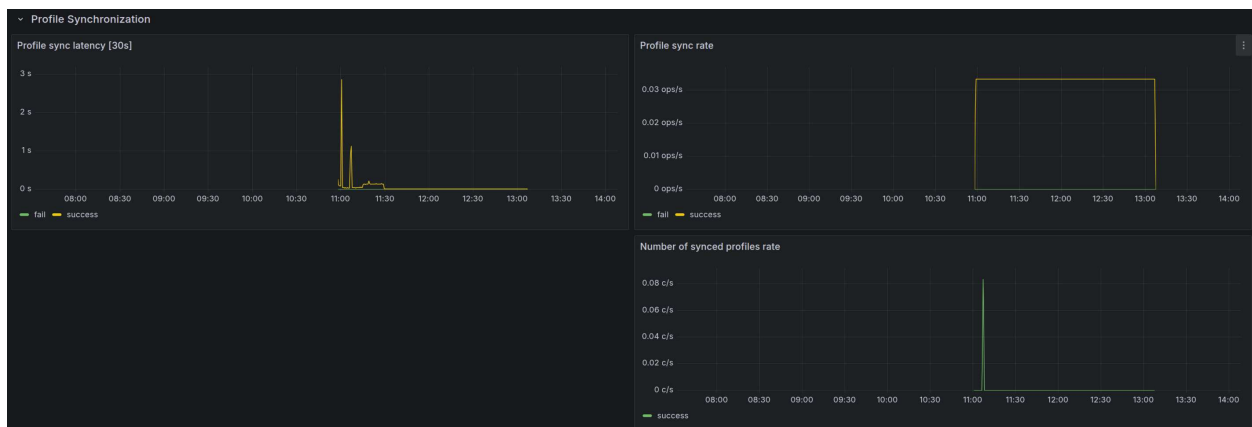 Profile Synchronization
Profile sync latency [30s]
3 s
2 s
1 s
0 s
08:00 08:30 09:00 09:30 10:00 10:30 11:00 11:30 12:00 12:30 13:00 13:30 14:00
fail success
Profile sync rate
0.03 ops/s
0.02 ops/s
0.01 ops/s
0 ops/s
08:00 08:30 09:00 09:30 10:00 10:30 11:00 11:30 12:00 12:30 13:00 13:30 14:00
fail success
Number of synced profiles rate
0.08 c/s
0.06 c/s
0.04 c/s
0.02 c/s
0 c/s
08:00 08:30 09:00 09:30 10:00 10:30 11:00 11:30 12:00 12:30 13:00 13:30 14:00
success